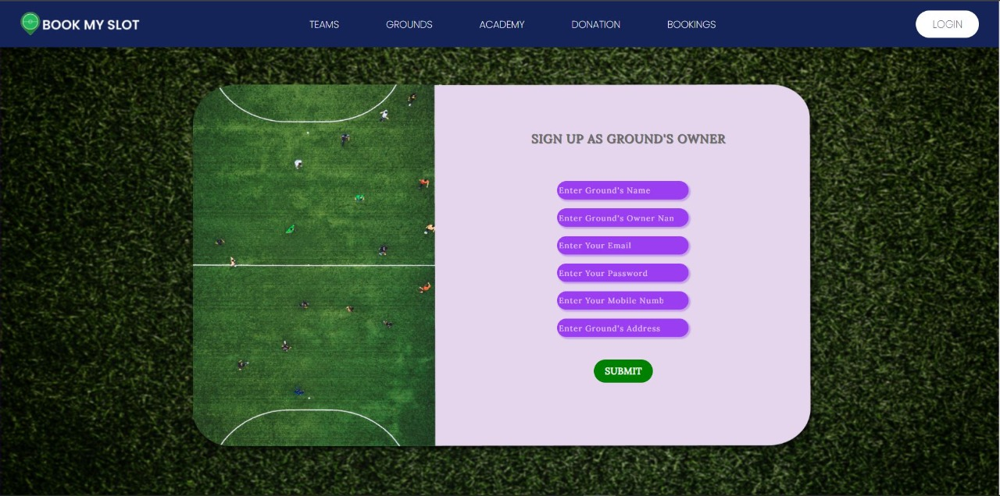 BOOK MY SLOT
TEAMS
GROUNDS
ACADEMY
DONATION
BOOKINGS
LOGIN
SIGN UP AS GROUND'S OWNER
Enter Ground's Name
Enter Ground's Owner Nan
Enter Your Email
Enter Your Password
Enter Your Mobile Numb
Enter Ground's Address
SUBMIT